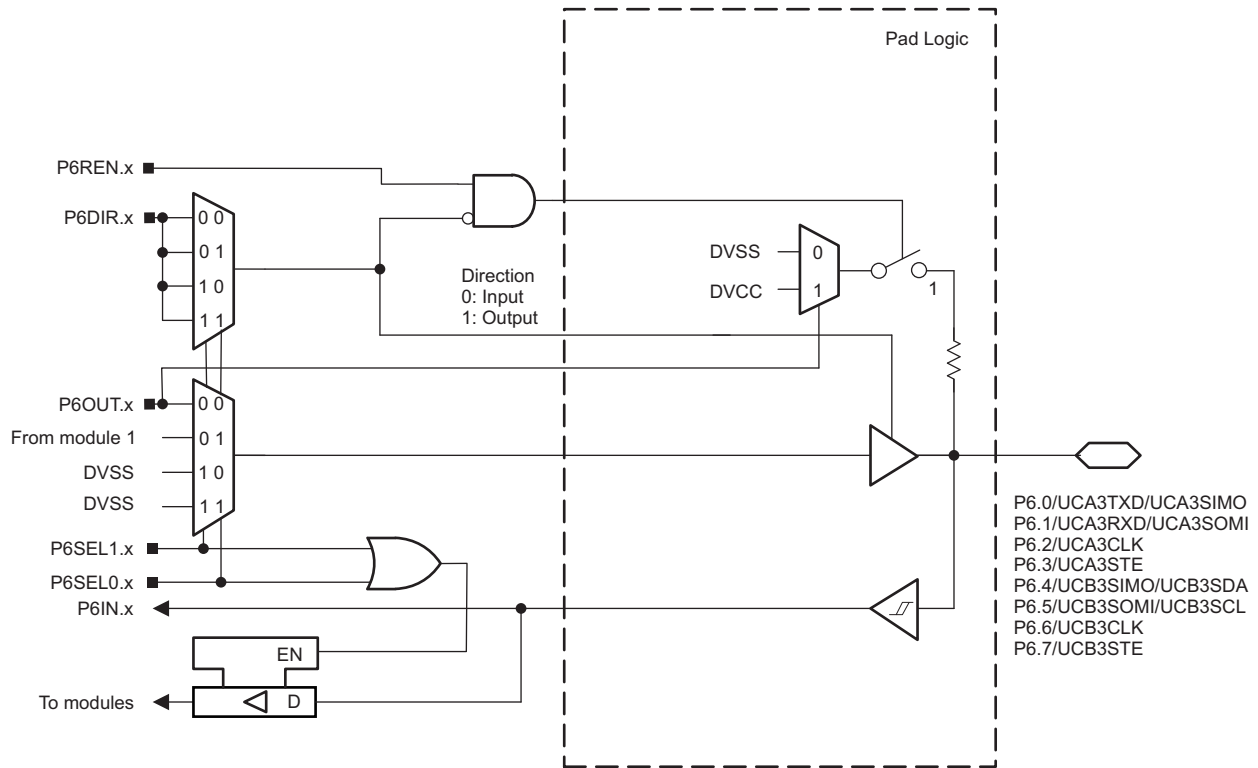 Pad Logic
P6REN.x
P6DIR.x
0 0
0 1
1 0
1 1
Direction
0: Input
1: Output
DVSS
0
DVCC
1
1
P6OUT.x
0 0
From module 1
0 1
DVSS
1 0
DVSS
1 1
P6SEL1.x
P6SEL0.x
P6IN.x
EN
To modules
D
P6.0/UCA3TXD/UCA3SIMO
P6.1/UCA3RXD/UCA3SOMI
P6.2/UCA3CLK
P6.3/UCA3STE
P6.4/UCB3SIMO/UCB3SDA
P6.5/UCB3SOMI/UCB3SCL
P6.6/UCB3CLK
P6.7/UCB3STE